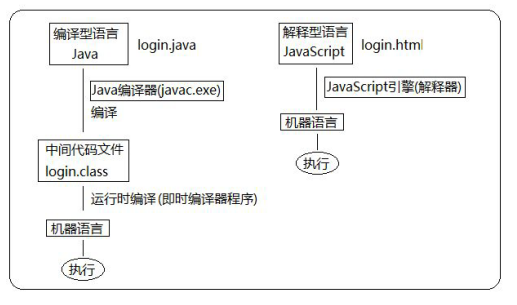 编译型语言
Java
login.java
Java编译器(javac.exe)
编译
中间代码文件
login.class
运行时编译(即时编译器程序)
机器语言
执行
解释型语言
JavaScript
login.html
JavaScript引擎(解释器)
机器语言
执行